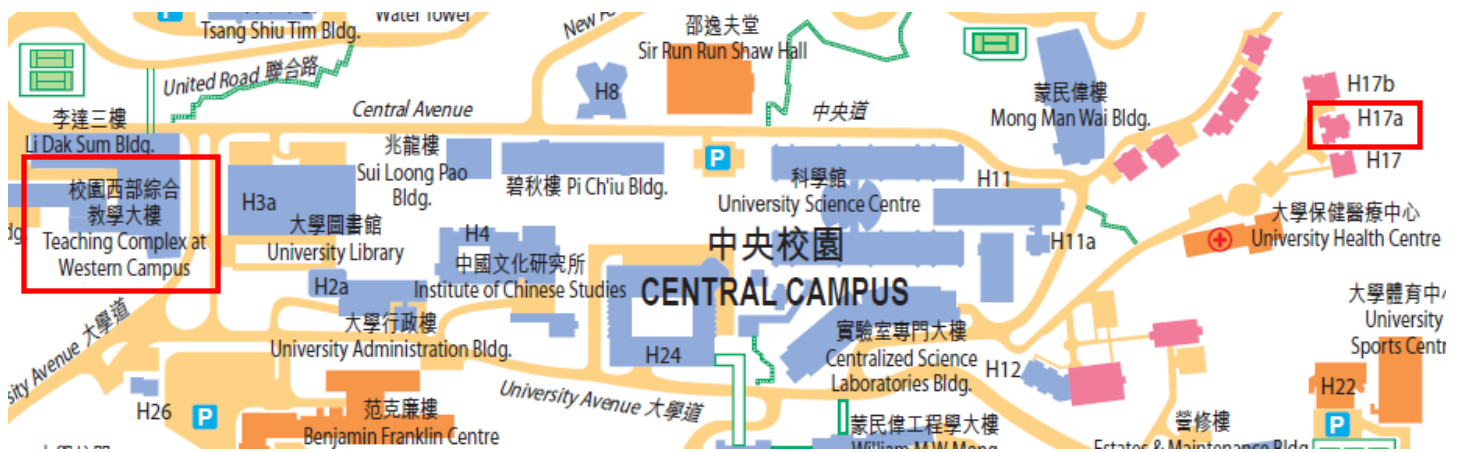 Water Tower
Tsang Shiu Tim Bldg.
P
United Road 聯合路
邵逸夫堂
Sir Run Run Shaw Hall
H8
Central Avenue
中央道
蒙民偉樓
Mong Man Wai Bldg.
H17b
H17a
H17
李達三樓
Li Dak Sum Bldg.
兆龍樓
Sui Loong Pao
Bldg.
碧秋樓 Pi Ch'iu Bldg.
P
科學館
University Science Centre
H11
H11a
校園西部綜合
教學大樓
Teaching Complex at
Western Campus
H3a
大學圖書館
University Library
H4
中國文化研究所
Institute of Chinese Studies
中央校園
CENTRAL CAMPUS
大學保健醫療中心
University Health Centre
H2a
大學行政樓
University Administration Bldg.
H24
實驗室專門大樓
Centralized Science
Laboratories Bldg.
H12
University
Sports Centr
H22
University Avenue 大學道
H26
P
范克廉樓
Benjamin Franklin Centre
University Avenue 大學道
蒙民偉工程學大樓
營修樓
Estates & Maintenance Bldg
P